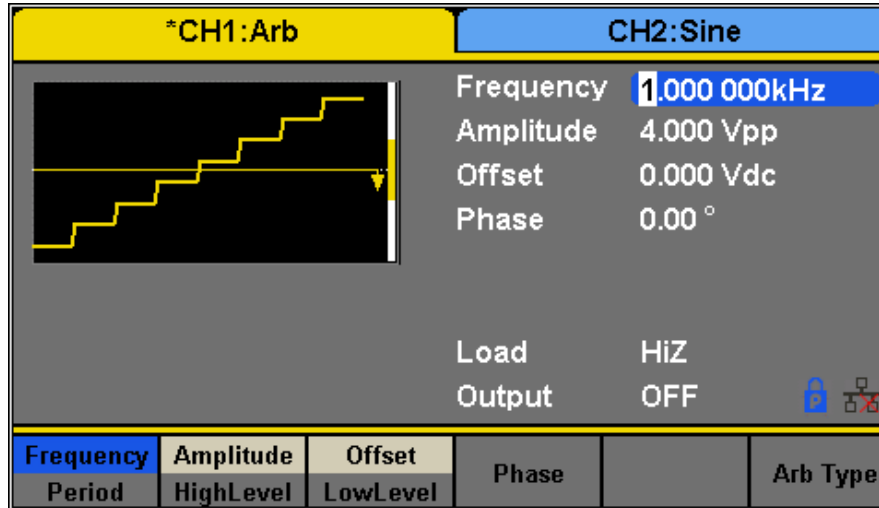 *CH1:Arb
CH2:Sine
Frequency 1.000 000kHz
Amplitude 4.000 Vpp
Offset 0.000 Vdc
Phase 0.00 °
Load HiZ
Output OFF
P
Frequency Amplitude Offset Phase Arb Type
Period HighLevel LowLevel